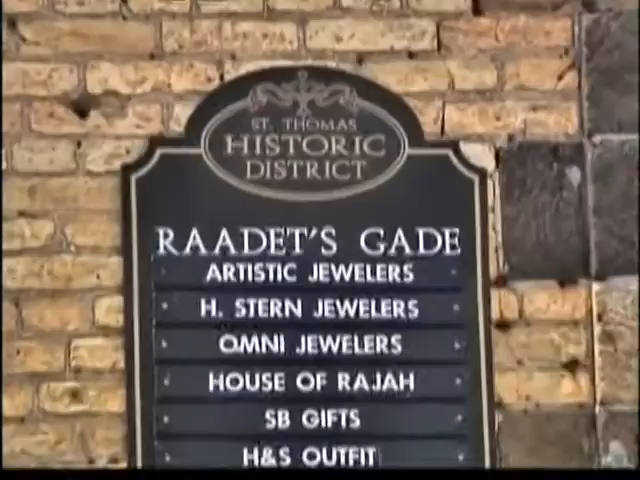 ST. THOMAS
HISTORIC
DISTRICT
RAADET'S GADE
ARTISTIC JEWELERS
H. STERN JEWELERS
OMNI JEWELERS
HOUSE OF RAJAH
SB GIFTS
H&S OUTFIT